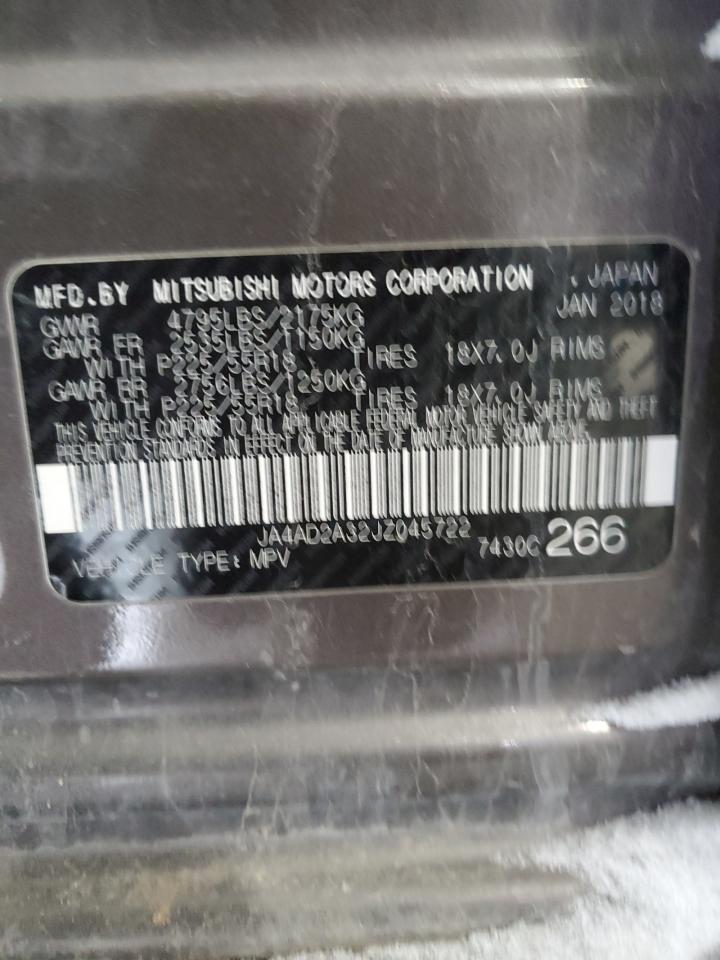 MFD.BY MITSUBISHI MOTORS CORPORATION , JAPAN
JAN 2018
GVWR 4795LBS/2175KG
GAWR FR 2535LBS/1150KG
WITH P225/55R18 TIRES 18X7.0J RIMS
GAWR RR 2756LBS/1250KG
WITH P225/55R18 TIRES 18X7.0J RIMS
THIS VEHICLE CONFORMS TO ALL APPLICABLE FEDERAL MOTOR VEHICLE SAFETY AND THEFT
PREVENTION STANDARDS IN EFFECT ON THE DATE OF MANUFACTURE SHOWN ABOVE.
JA4AD2A32JZ045722
VEHICLE TYPE: MPV 7430C 266